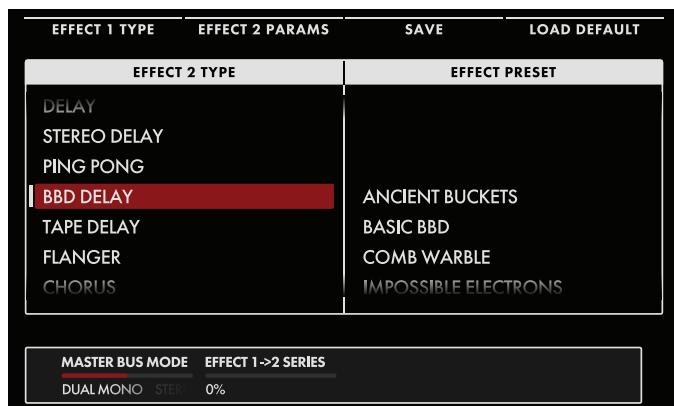 EFFECT 1 TYPE EFFECT 2 PARAMS SAVE LOAD DEFAULT
EFFECT 2 TYPE EFFECT PRESET
DELAY
STEREO DELAY
PING PONG
BBD DELAY ANCIENT BUCKETS
TAPE DELAY BASIC BBD
FLANGER COMB WARBLE
CHORUS IMPOSSIBLE ELECTRONS
MASTER BUS MODE EFFECT 1->2 SERIES
DUAL MONO STER 0%